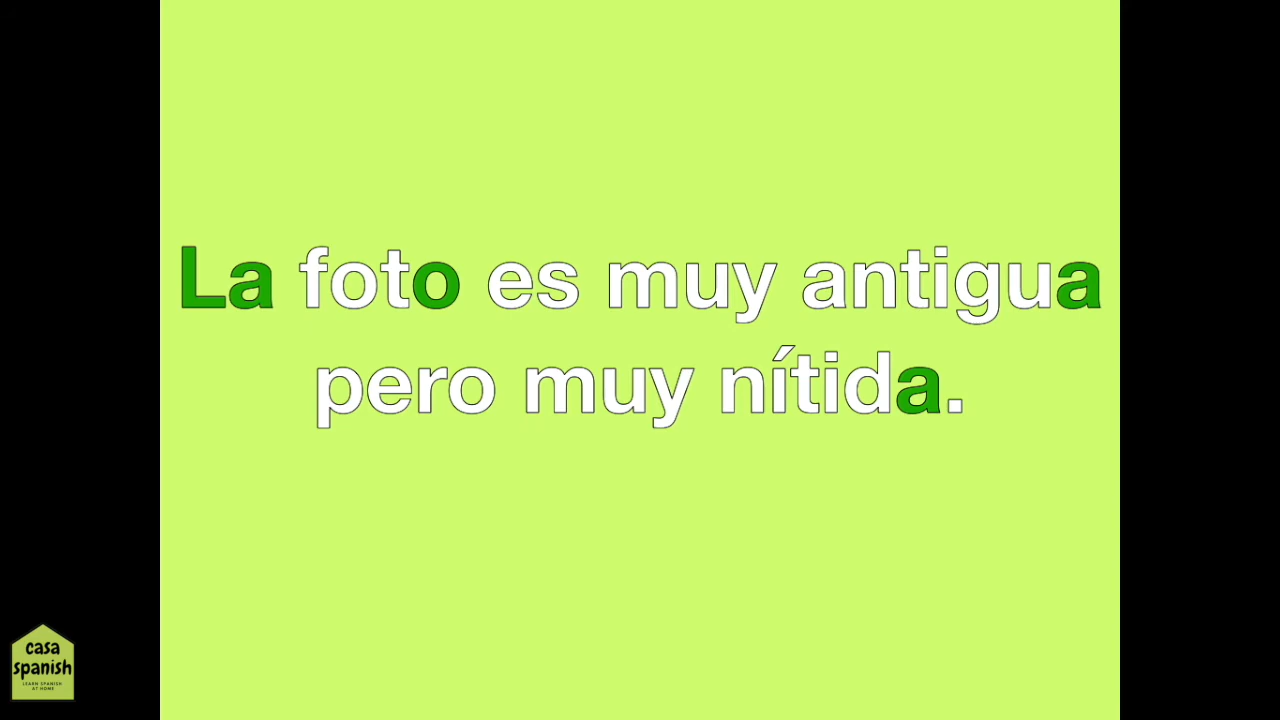 La foto es muy antigua
pero muy nítida.
casa
spanish
LEARN SPANISH
AT HOME